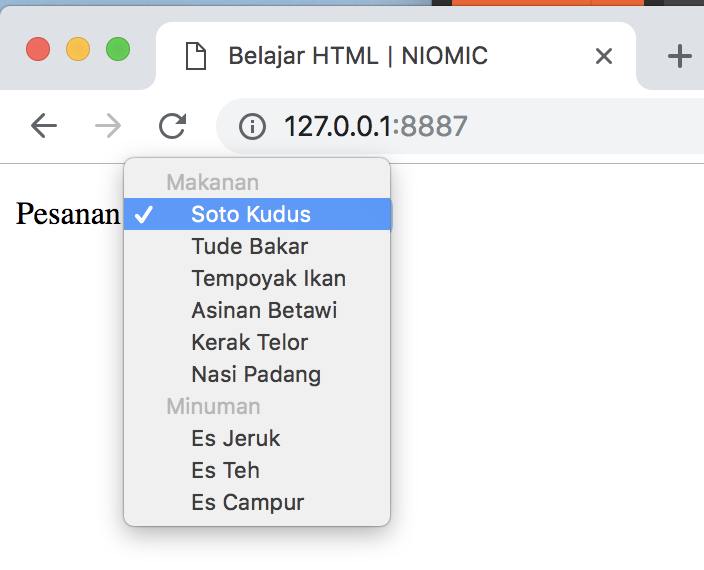 Belajar HTML | NIOMIC
127.0.0.1:8887
Makanan
Pesanan Soto Kudus
Tude Bakar
Tempoyak Ikan
Asinan Betawi
Kerak Telor
Nasi Padang
Minuman
Es Jeruk
Es Teh
Es Campur